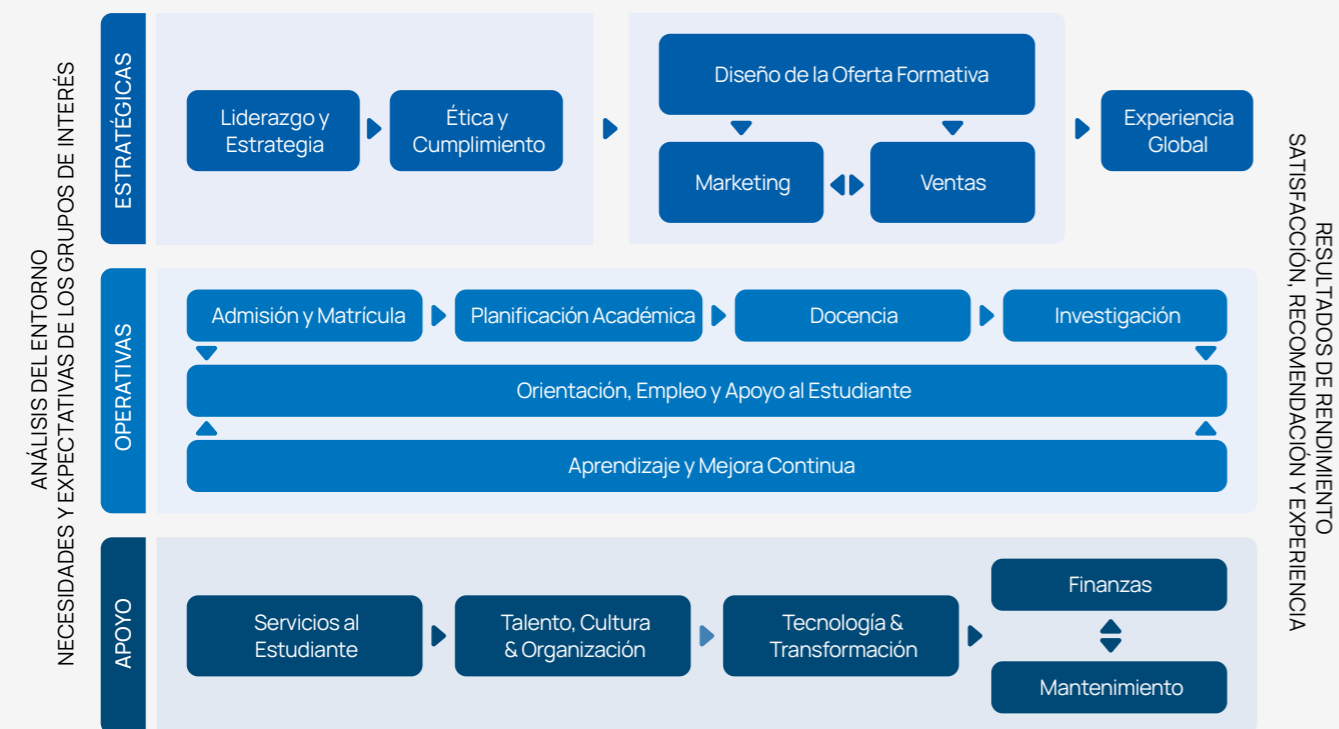 ANÁLISIS DEL ENTORNO
NECESIDADES Y EXPECTATIVAS DE LOS GRUPOS DE INTERÉS
ESTRATÉGICAS
Liderazgo y
Estrategia
Ética y
Cumplimiento
Diseño de la Oferta Formativa
Marketing
Ventas
Experiencia
Global
OPERATIVAS
Admisión y Matrícula
Planificación Académica
Docencia
Investigación
Orientación, Empleo y Apoyo al Estudiante
Aprendizaje y Mejora Continua
APOYO
Servicios al
Estudiante
Talento, Cultura
& Organización
Tecnología &
Transformación
Finanzas
Mantenimiento
RESULTADOS DE RENDIMIENTO
SATISFACCIÓN, RECOMENDACIÓN Y EXPERIENCIA